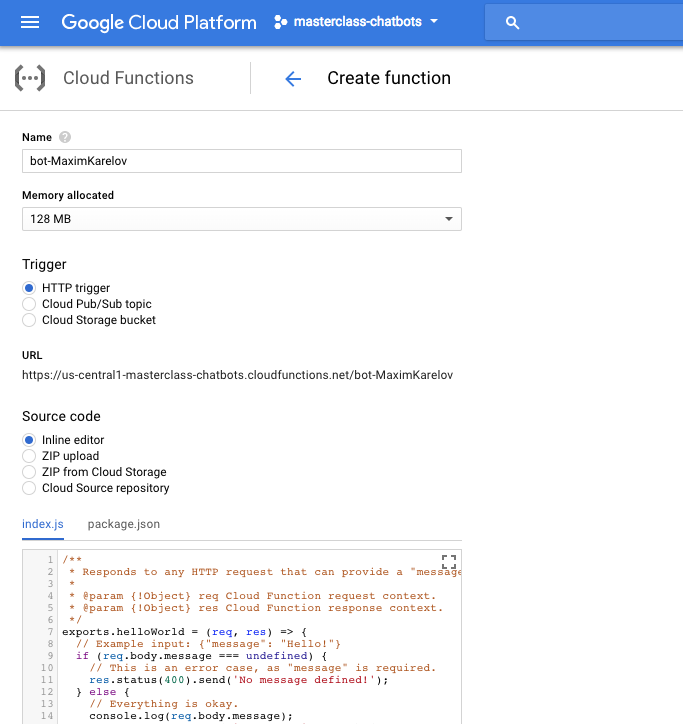 Google Cloud Platform masterclass-chatbots
Cloud Functions Create function
Name
bot-MaximKarelov
Memory allocated
128 MB
Trigger
HTTP trigger
Cloud Pub/Sub topic
Cloud Storage bucket
URL
https://us-central1-masterclass-chatbots.cloudfunctions.net/bot-MaximKarelov
Source code
Inline editor
ZIP upload
ZIP from Cloud Storage
Cloud Source repository
index.js package.json
1 /**
2 * Responds to any HTTP request that can provide a "message
3 *
4 * @param {!Object} req Cloud Function request context.
5 * @param {!Object} res Cloud Function response context.
6 */
7 exports.helloWorld = (req, res) => {
8 // Example input: {"message": "Hello!"}
9 if (req.body.message === undefined) {
10 // This is an error case, as "message" is required.
11 res.status(400).send('No message defined!');
12 } else {
13 // Everything is okay.
14 console.log(req.body.message);